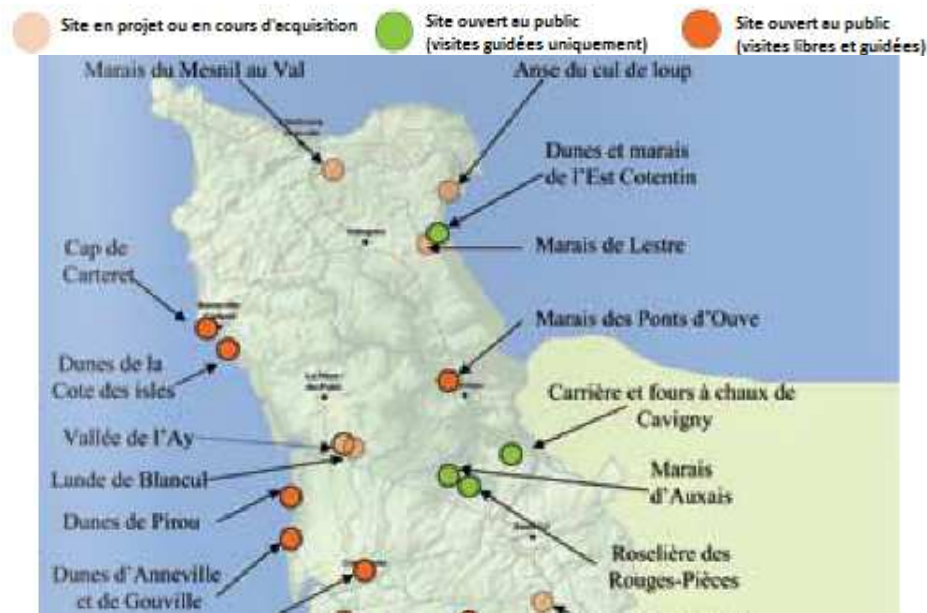 Site en projet ou en cours d'acquisition
Site ouvert au public
(visites guidées uniquement)
Site ouvert au public
(visites libres et guidées)
Marais du Mesnil au Val
Anse du cul de loup
Dunes et marais
de l'Est Cotentin
Marais de Lestre
Cap de
Carteret
Marais des Ponts d'Ouve
Dunes de la
Cote des isles
Carrière et fours à chaux de
Cavigny
Vallée de l'Ay
Lande de Blancul
Marais
d'Auxais
Dunes de Pirou
Roselière des
Rouges-Pièces
Dunes d'Anneville
et de Gouville